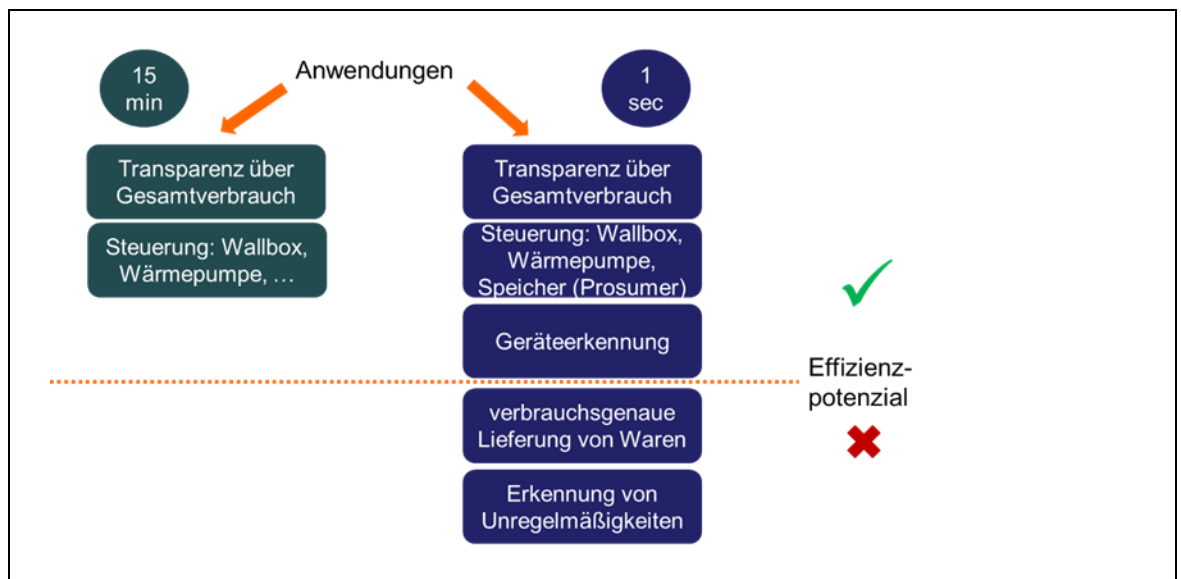 15
min
Anwendungen
1
sec
Transparenz über
Gesamtverbrauch
Steuerung: Wallbox,
Wärmepumpe, …
Transparenz über
Gesamtverbrauch
Steuerung: Wallbox,
Wärmepumpe,
Speicher (Prosumer)
Geräteerkennung
verbrauchsgenaue
Lieferung von Waren
Erkennung von
Unregelmäßigkeiten
Effizienz-
potenzial